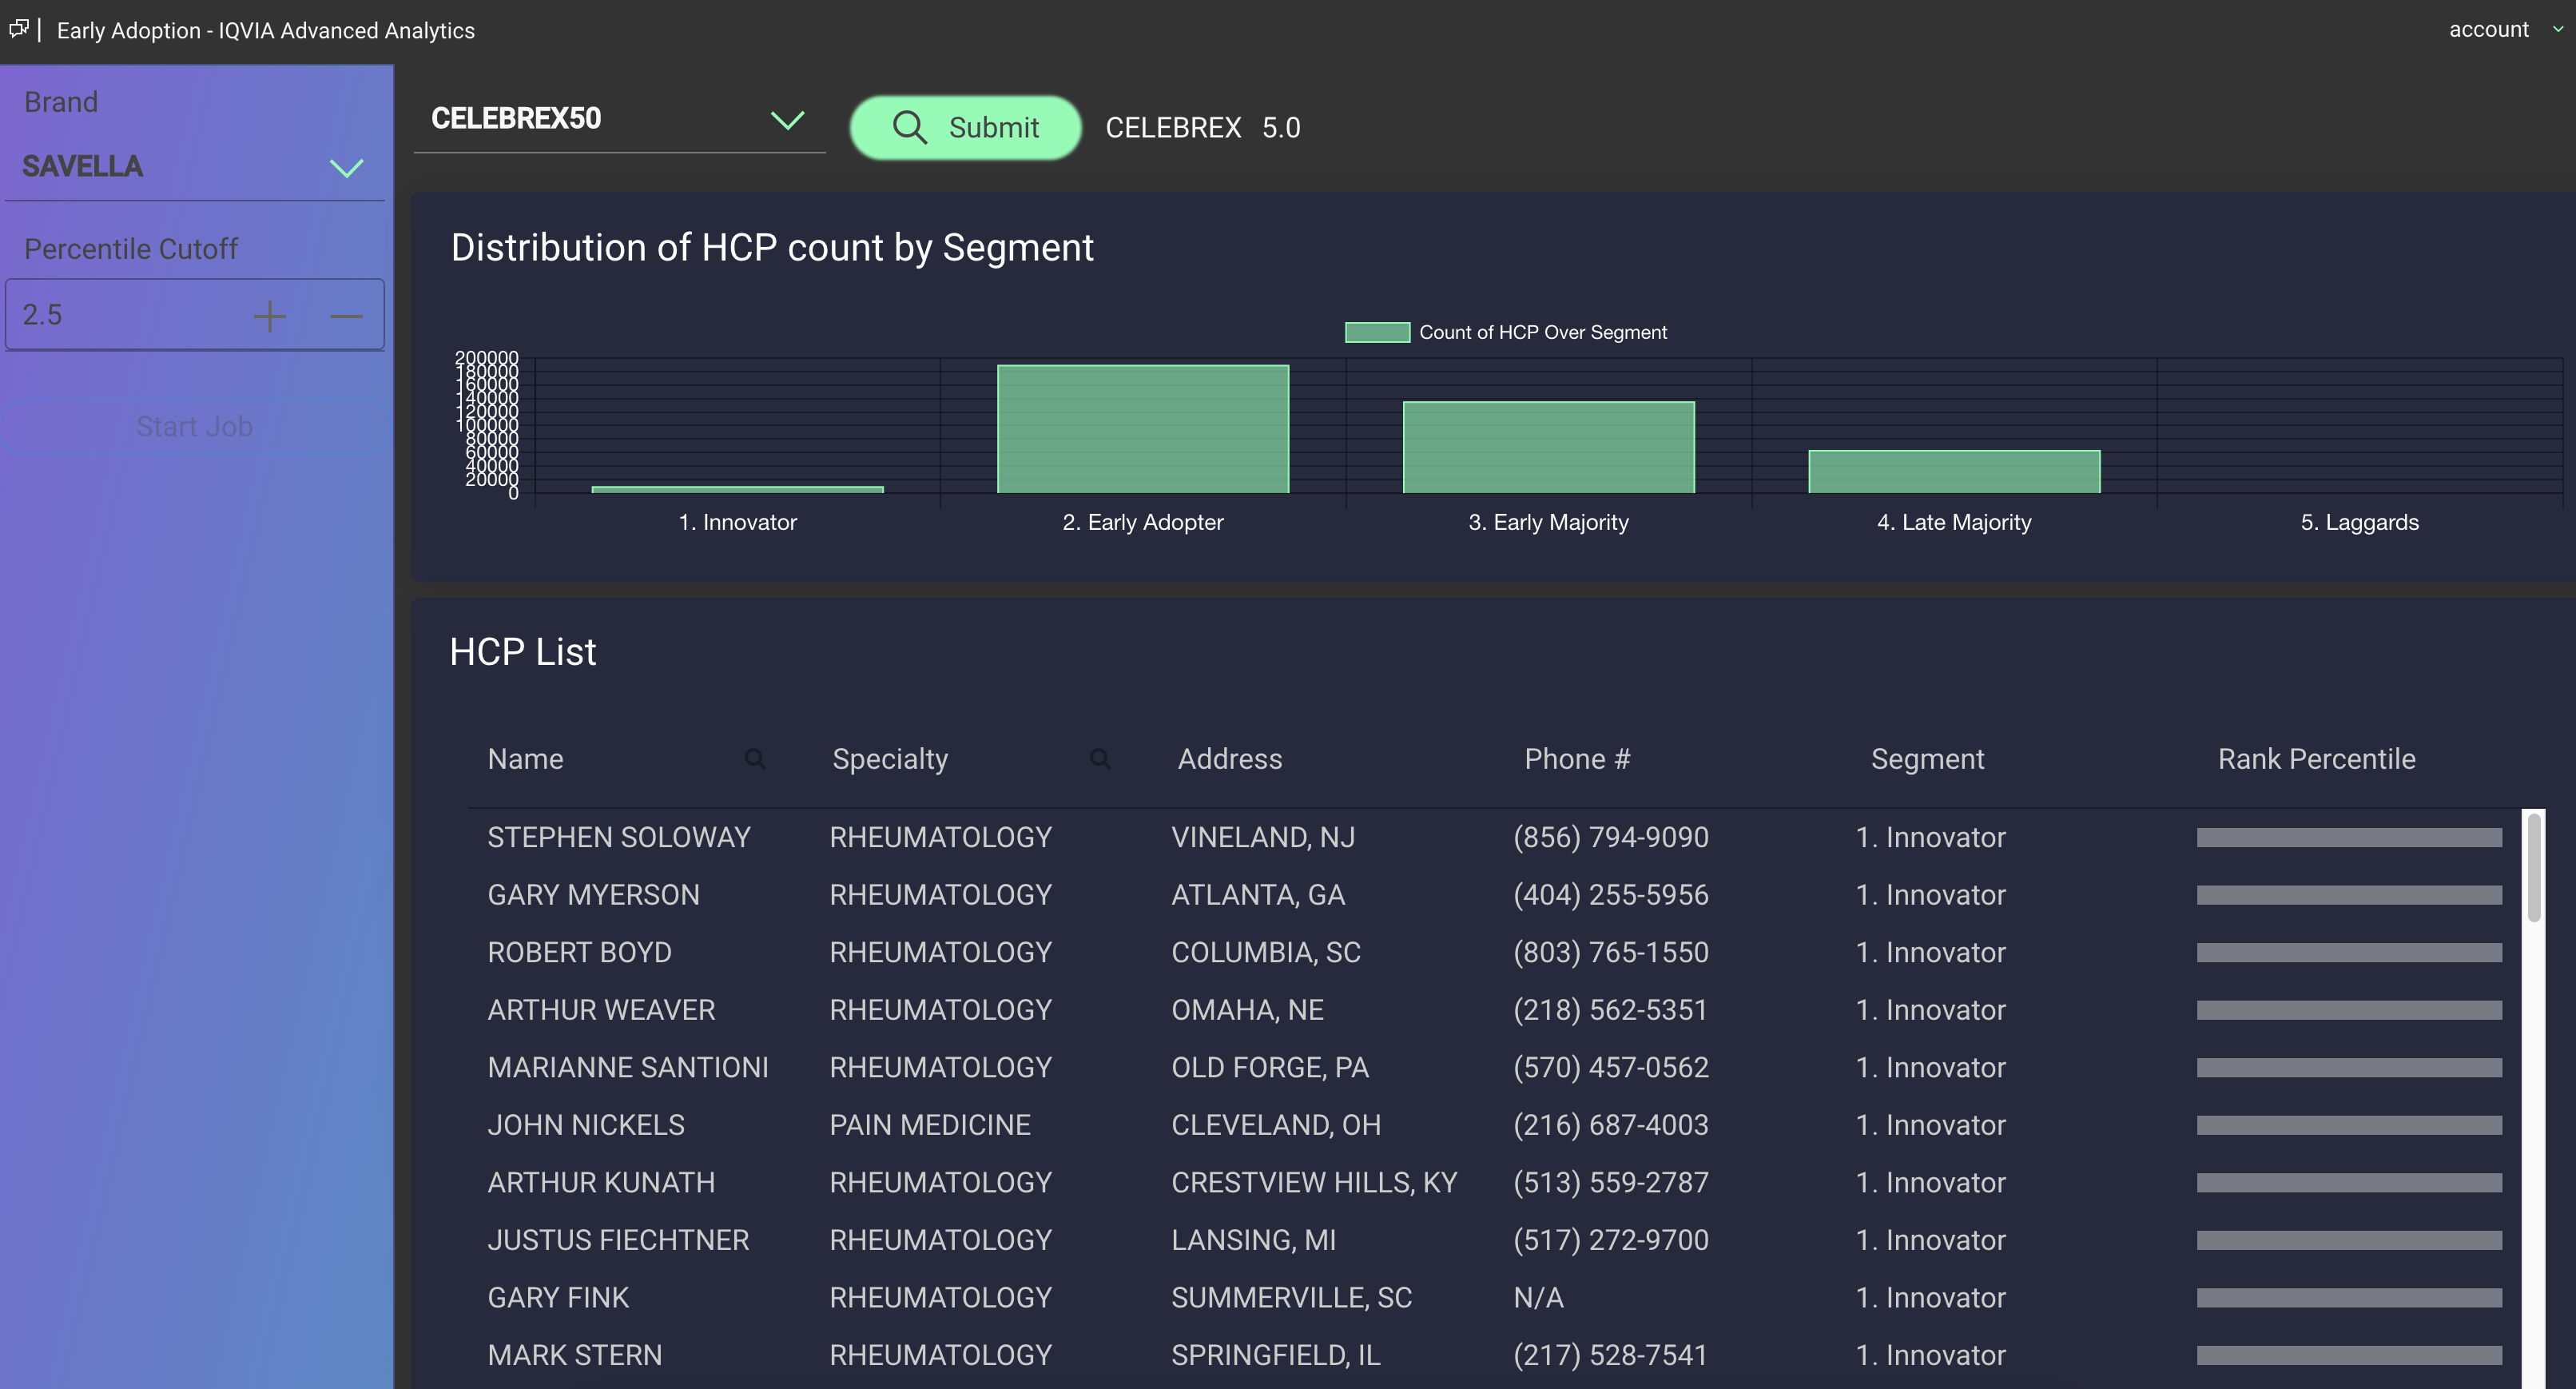 Early Adoption - IQVIA Advanced Analytics
account
Brand
SAVELLA
Percentile Cutoff
2.5
Start Job
CELEBREX50
Submit
CELEBREX 5.0
Distribution of HCP count by Segment
Count of HCP Over Segment
200000
180000
160000
140000
120000
100000
80000
60000
40000
20000
0
1. Innovator
2. Early Adopter
3. Early Majority
4. Late Majority
5. Laggards
HCP List
Name Specialty Address Phone # Segment Rank Percentile
STEPHEN SOLOWAY RHEUMATOLOGY VINELAND, NJ (856) 794-9090 1. Innovator
GARY MYERSON RHEUMATOLOGY ATLANTA, GA (404) 255-5956 1. Innovator
ROBERT BOYD RHEUMATOLOGY COLUMBIA, SC (803) 765-1550 1. Innovator
ARTHUR WEAVER RHEUMATOLOGY OMAHA, NE (218) 562-5351 1. Innovator
MARIANNE SANTIONI RHEUMATOLOGY OLD FORGE, PA (570) 457-0562 1. Innovator
JOHN NICKELS PAIN MEDICINE CLEVELAND, OH (216) 687-4003 1. Innovator
ARTHUR KUNATH RHEUMATOLOGY CRESTVIEW HILLS, KY (513) 559-2787 1. Innovator
JUSTUS FIECHTNER RHEUMATOLOGY LANSING, MI (517) 272-9700 1. Innovator
GARY FINK RHEUMATOLOGY SUMMERVILLE, SC N/A 1. Innovator
MARK STERN RHEUMATOLOGY SPRINGFIELD, IL (217) 528-7541 1. Innovator